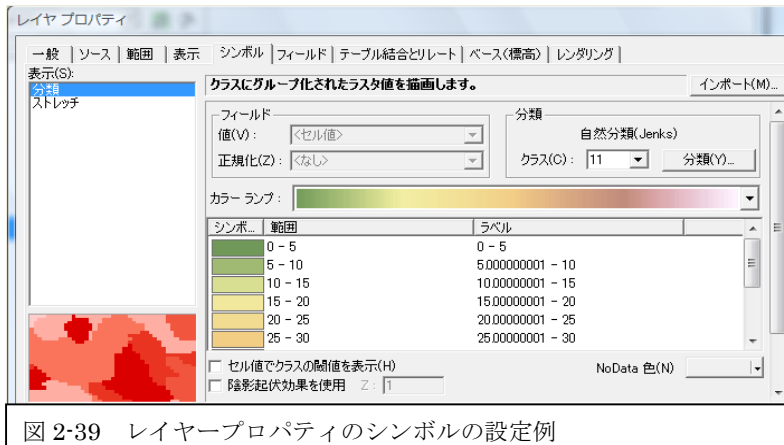 レイヤ プロパティ
一般 ソース 範囲 表示 シンボル フィールド テーブル結合とリレート ベース(標高) レンダリング
表示(S):
分類
ストレッチ
クラスにグループ化されたラスタ値を描画します。
インポート(M)...
フィールド
値(V): <セル値>
正規化(Z): <なし>
分類
自然分類(Jenks)
クラス(C): 11 分類(Y)...
カラー ランプ:
シンボ... 範囲 ラベル
0 - 5 0 - 5
5 - 10 5.000000001 - 10
10 - 15 10.00000001 - 15
15 - 20 15.00000001 - 20
20 - 25 20.00000001 - 25
25 - 30 25.00000001 - 30
セル値でクラスの閾値を表示(H)
NoData 色(N)
陰影起伏効果を使用 Z: 1
図 2-39 レイヤープロパティのシンボルの設定例